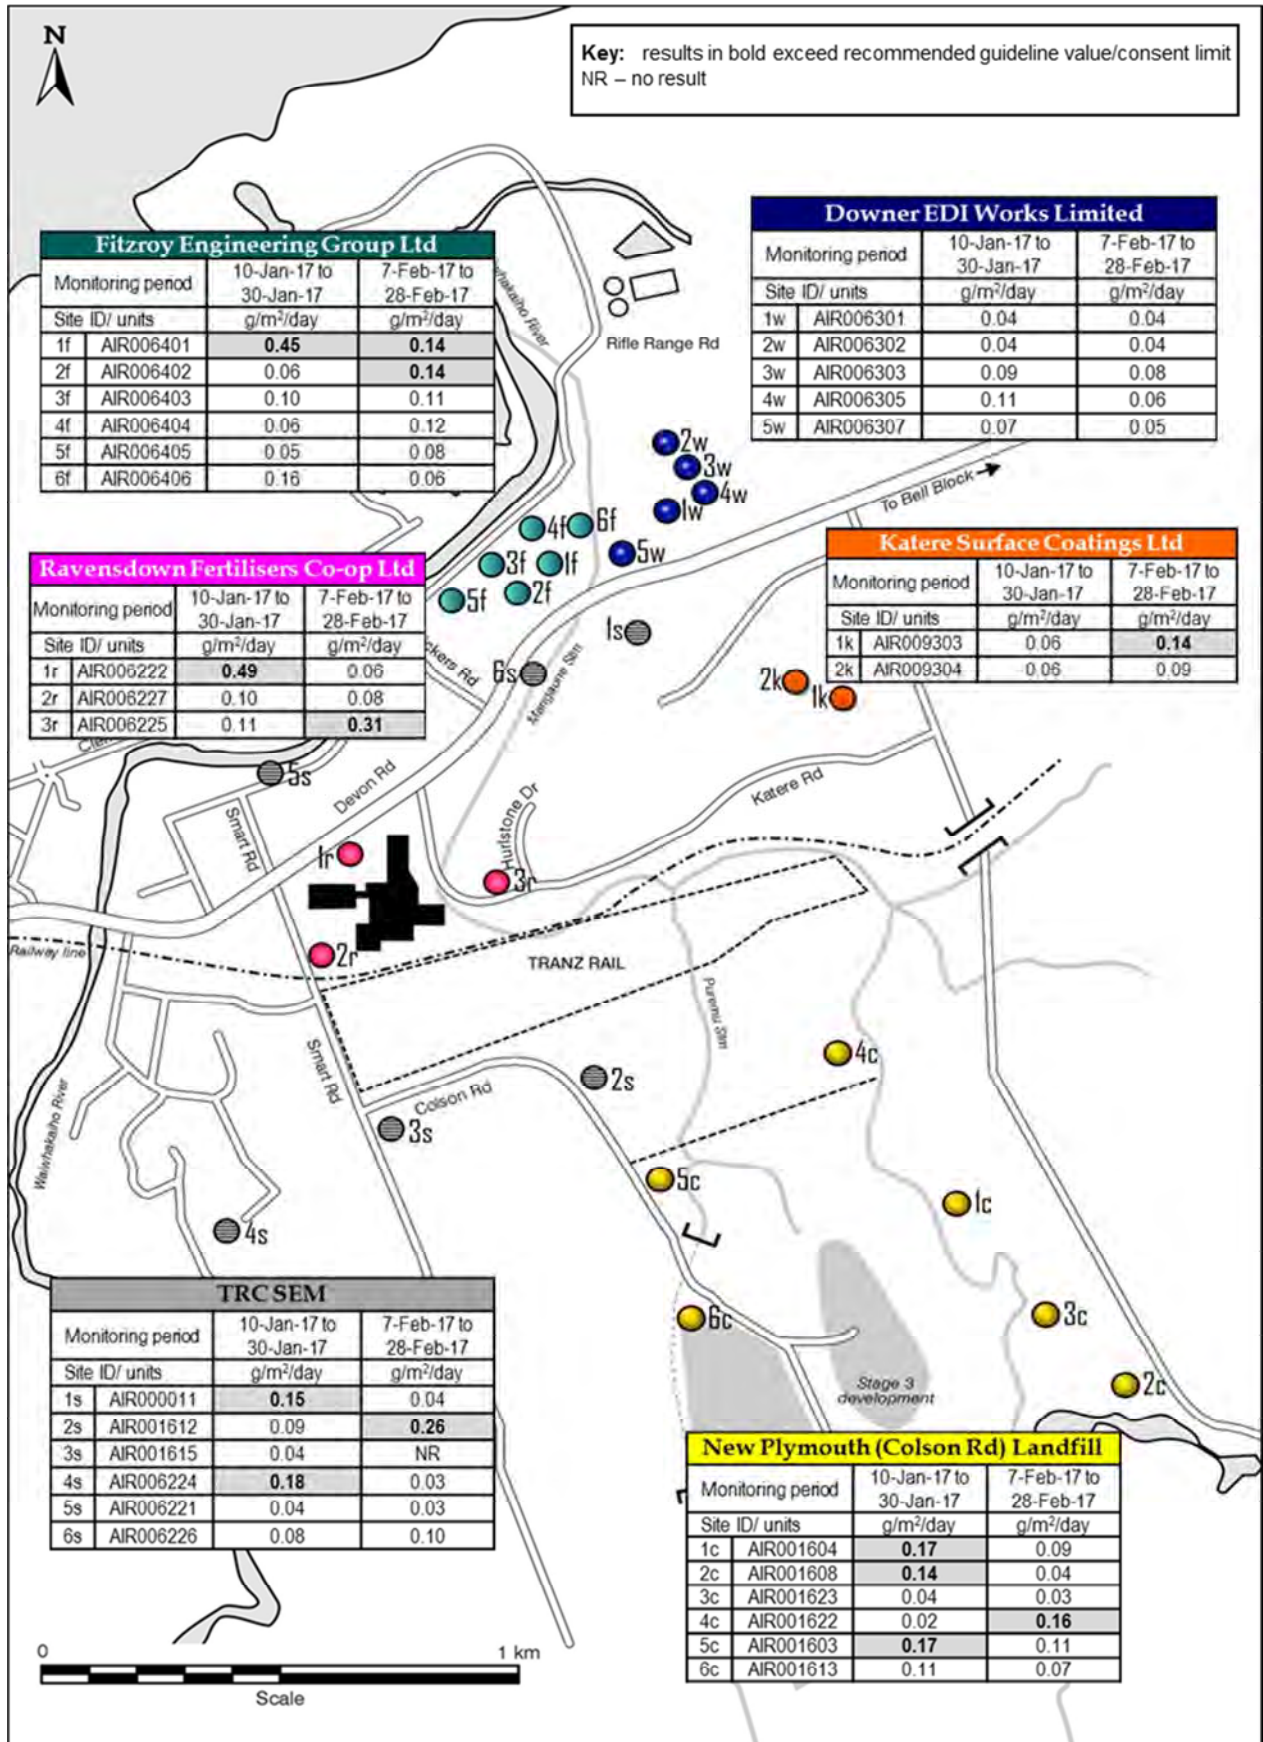 N
Key: results in bold exceed recommended guideline value/consent limit
NR – no result
Fitzroy Engineering Group Ltd
Monitoring period 10-Jan-17 to 30-Jan-17 7-Feb-17 to 28-Feb-17
Site ID/ units g/m²/day g/m²/day
1f AIR006401 0.45 0.14
2f AIR006402 0.06 0.14
3f AIR006403 0.10 0.11
4f AIR006404 0.06 0.12
5f AIR006405 0.05 0.08
6f AIR006406 0.16 0.06
Downer EDI Works Limited
Monitoring period 10-Jan-17 to 30-Jan-17 7-Feb-17 to 28-Feb-17
Site ID/ units g/m²/day g/m²/day
1w AIR006301 0.04 0.04
2w AIR006302 0.04 0.04
3w AIR006303 0.09 0.08
4w AIR006305 0.11 0.06
5w AIR006307 0.07 0.05
River
Rifle Range Rd
2w
3w
4w
1w
5w
To Bell Block
4f
6f
3f
1f
5f
2f
Ravensdown Fertilisers Co-op Ltd
Monitoring period 10-Jan-17 to 30-Jan-17 7-Feb-17 to 28-Feb-17
Site ID/ units g/m²/day g/m²/day
1r AIR006222 0.49 0.06
2r AIR006227 0.10 0.08
3r AIR006225 0.11 0.31
Katere Surface Coatings Ltd
Monitoring period 10-Jan-17 to 30-Jan-17 7-Feb-17 to 28-Feb-17
Site ID/ units g/m²/day g/m²/day
1k AIR009303 0.06 0.14
2k AIR009304 0.06 0.09
1s
6s
2k
1k
5s
Devon Rd
Smart Rd
Hurlstone Dr
Katere Rd
1r
3r
2r
Railway line
TRANZ RAIL
Puremu Stm
Smart Rd
Colson Rd
Waiwhakaiho River
2s
3s
4s
4c
5c
1c
6c
3c
2c
Stage 3
development
TRC SEM
Monitoring period 10-Jan-17 to 30-Jan-17 7-Feb-17 to 28-Feb-17
Site ID/ units g/m²/day g/m²/day
1s AIR000011 0.15 0.04
2s AIR001612 0.09 0.26
3s AIR001615 0.04 NR
4s AIR006224 0.18 0.03
5s AIR006221 0.04 0.03
6s AIR006226 0.08 0.10
New Plymouth (Colson Rd) Landfill
Monitoring period 10-Jan-17 to 30-Jan-17 7-Feb-17 to 28-Feb-17
Site ID/ units g/m²/day g/m²/day
1c AIR001604 0.17 0.09
2c AIR001608 0.14 0.04
3c AIR001623 0.04 0.03
4c AIR001622 0.02 0.16
5c AIR001603 0.17 0.11
6c AIR001613 0.11 0.07
0 1 km
Scale